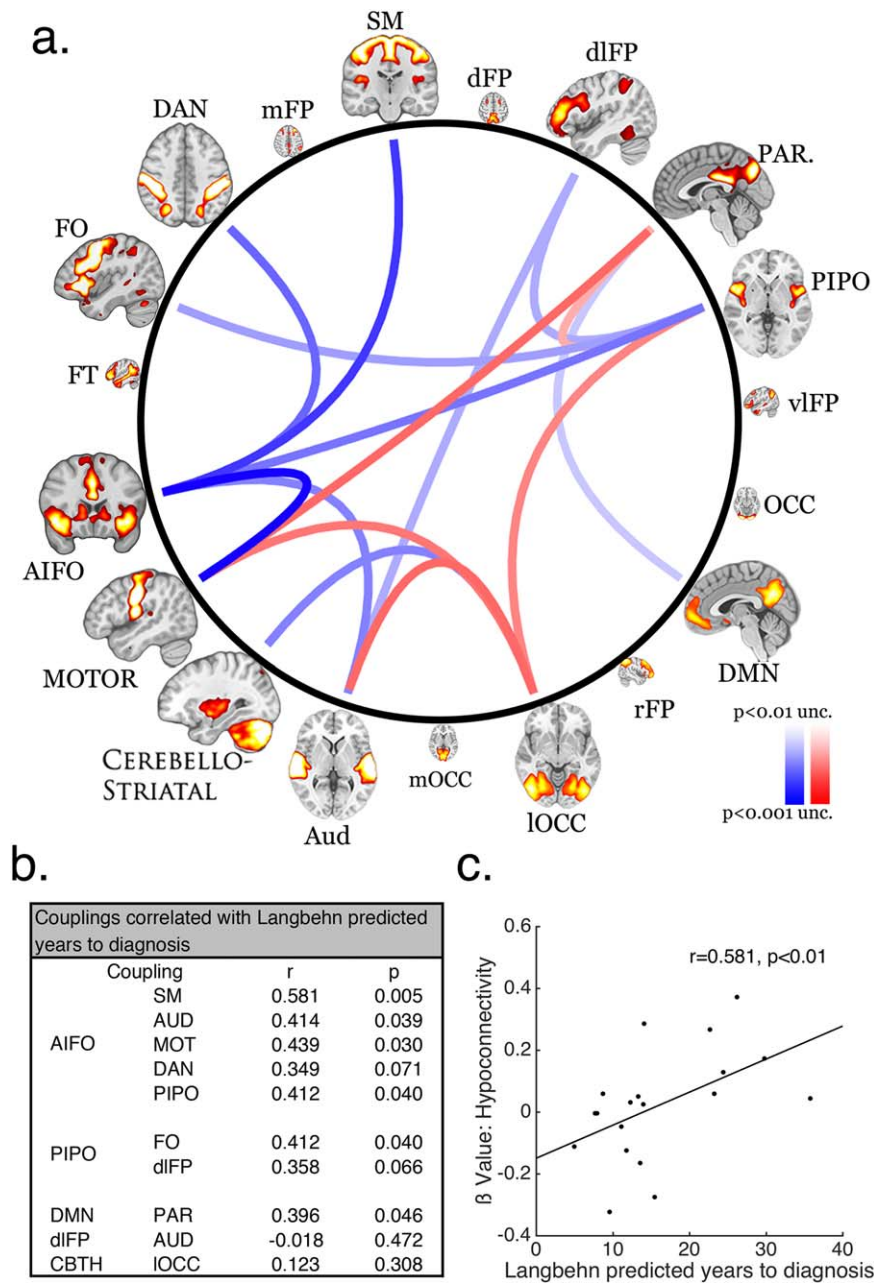 a.
SM
dFP
dlFP
mFP
DAN
PAR.
FO
PIPO
FT
vlFP
OCC
AIFO
MOTOR
DMN
rFP
CEREBELLO-
STRIATAL
mOCC
lOCC
Aud
p<0.01 unc.
p<0.001 unc.
b.
Couplings correlated with Langbehn predicted
years to diagnosis
Coupling r p
SM 0.581 0.005
AUD 0.414 0.039
AIFO MOT 0.439 0.030
DAN 0.349 0.071
PIPO 0.412 0.040
PIPO FO 0.412 0.040
dlFP 0.358 0.066
DMN PAR 0.396 0.046
dlFP AUD -0.018 0.472
CBTH lOCC 0.123 0.308
c.
r=0.581, p<0.01
ß Value: Hypoconnectivity
0.6
0.4
0.2
0
-0.2
-0.4
0 10 20 30 40
Langbehn predicted years to diagnosis